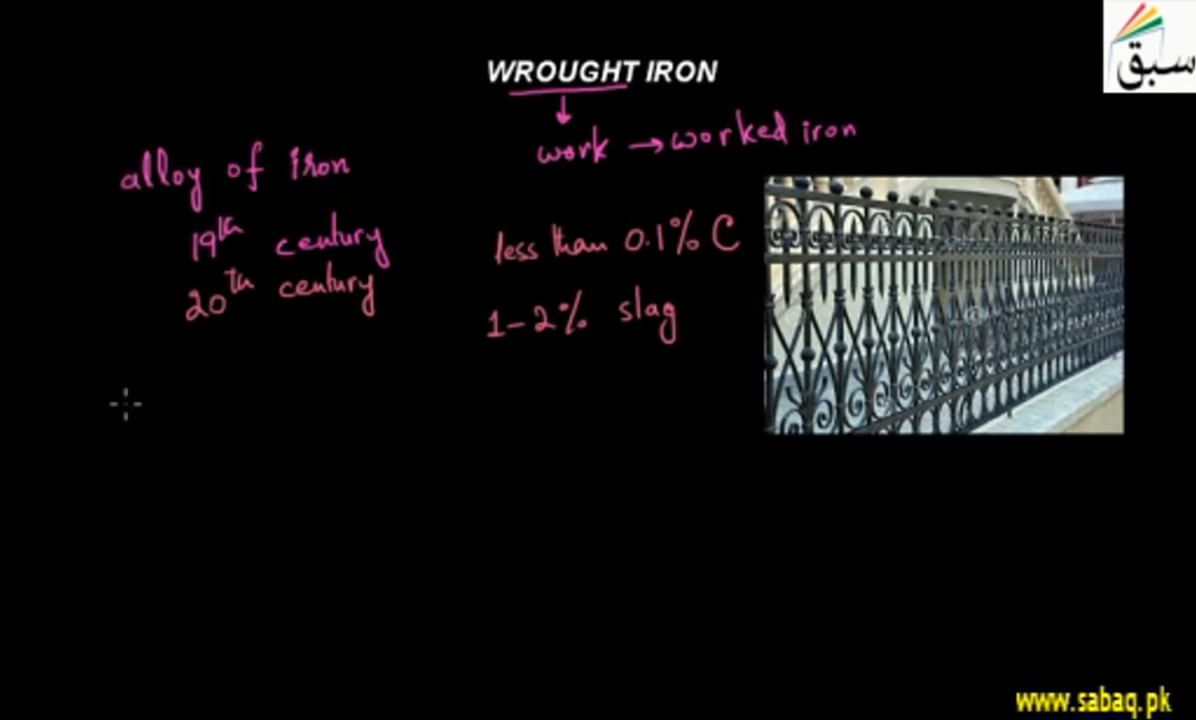 سبق
WROUGHT IRON
work → worked iron
alloy of iron
19th century
20th century
less than 0.1% C
1-2% slag
www.sabaq.pk